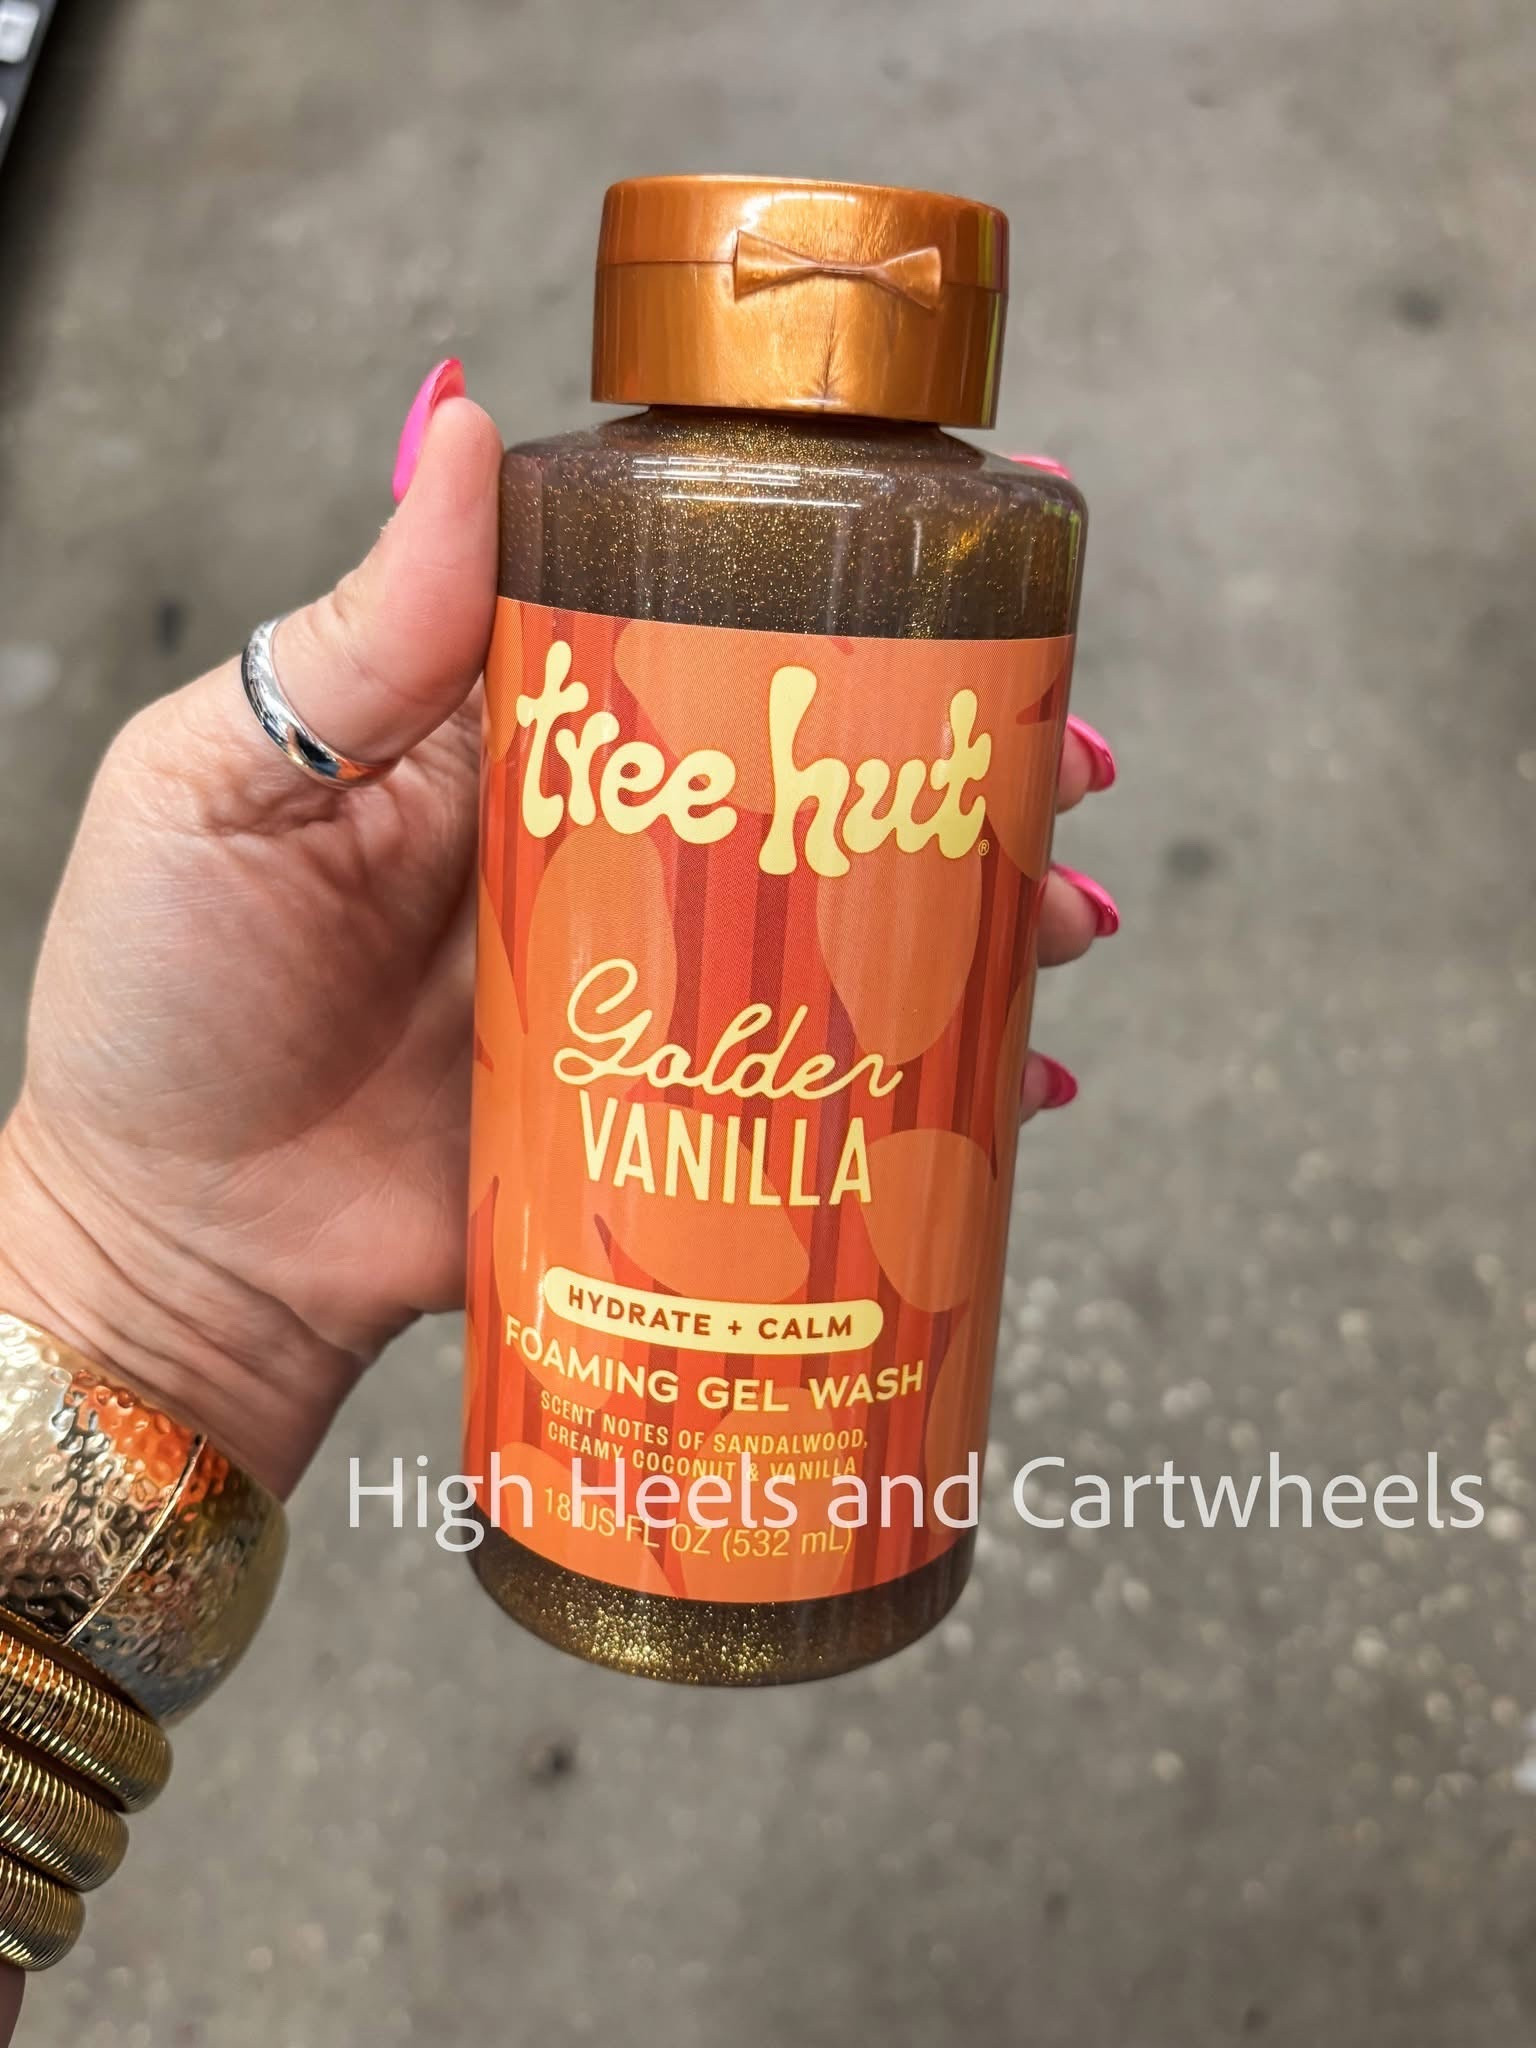 tree hut®
Golden
VANILLA
HYDRATE + CALM
FOAMING GEL WASH
SCENT NOTES OF SANDALWOOD,
CREAMY COCONUT & VANILLA
High Heels and Cartwheels
18 US FL OZ (532 mL)